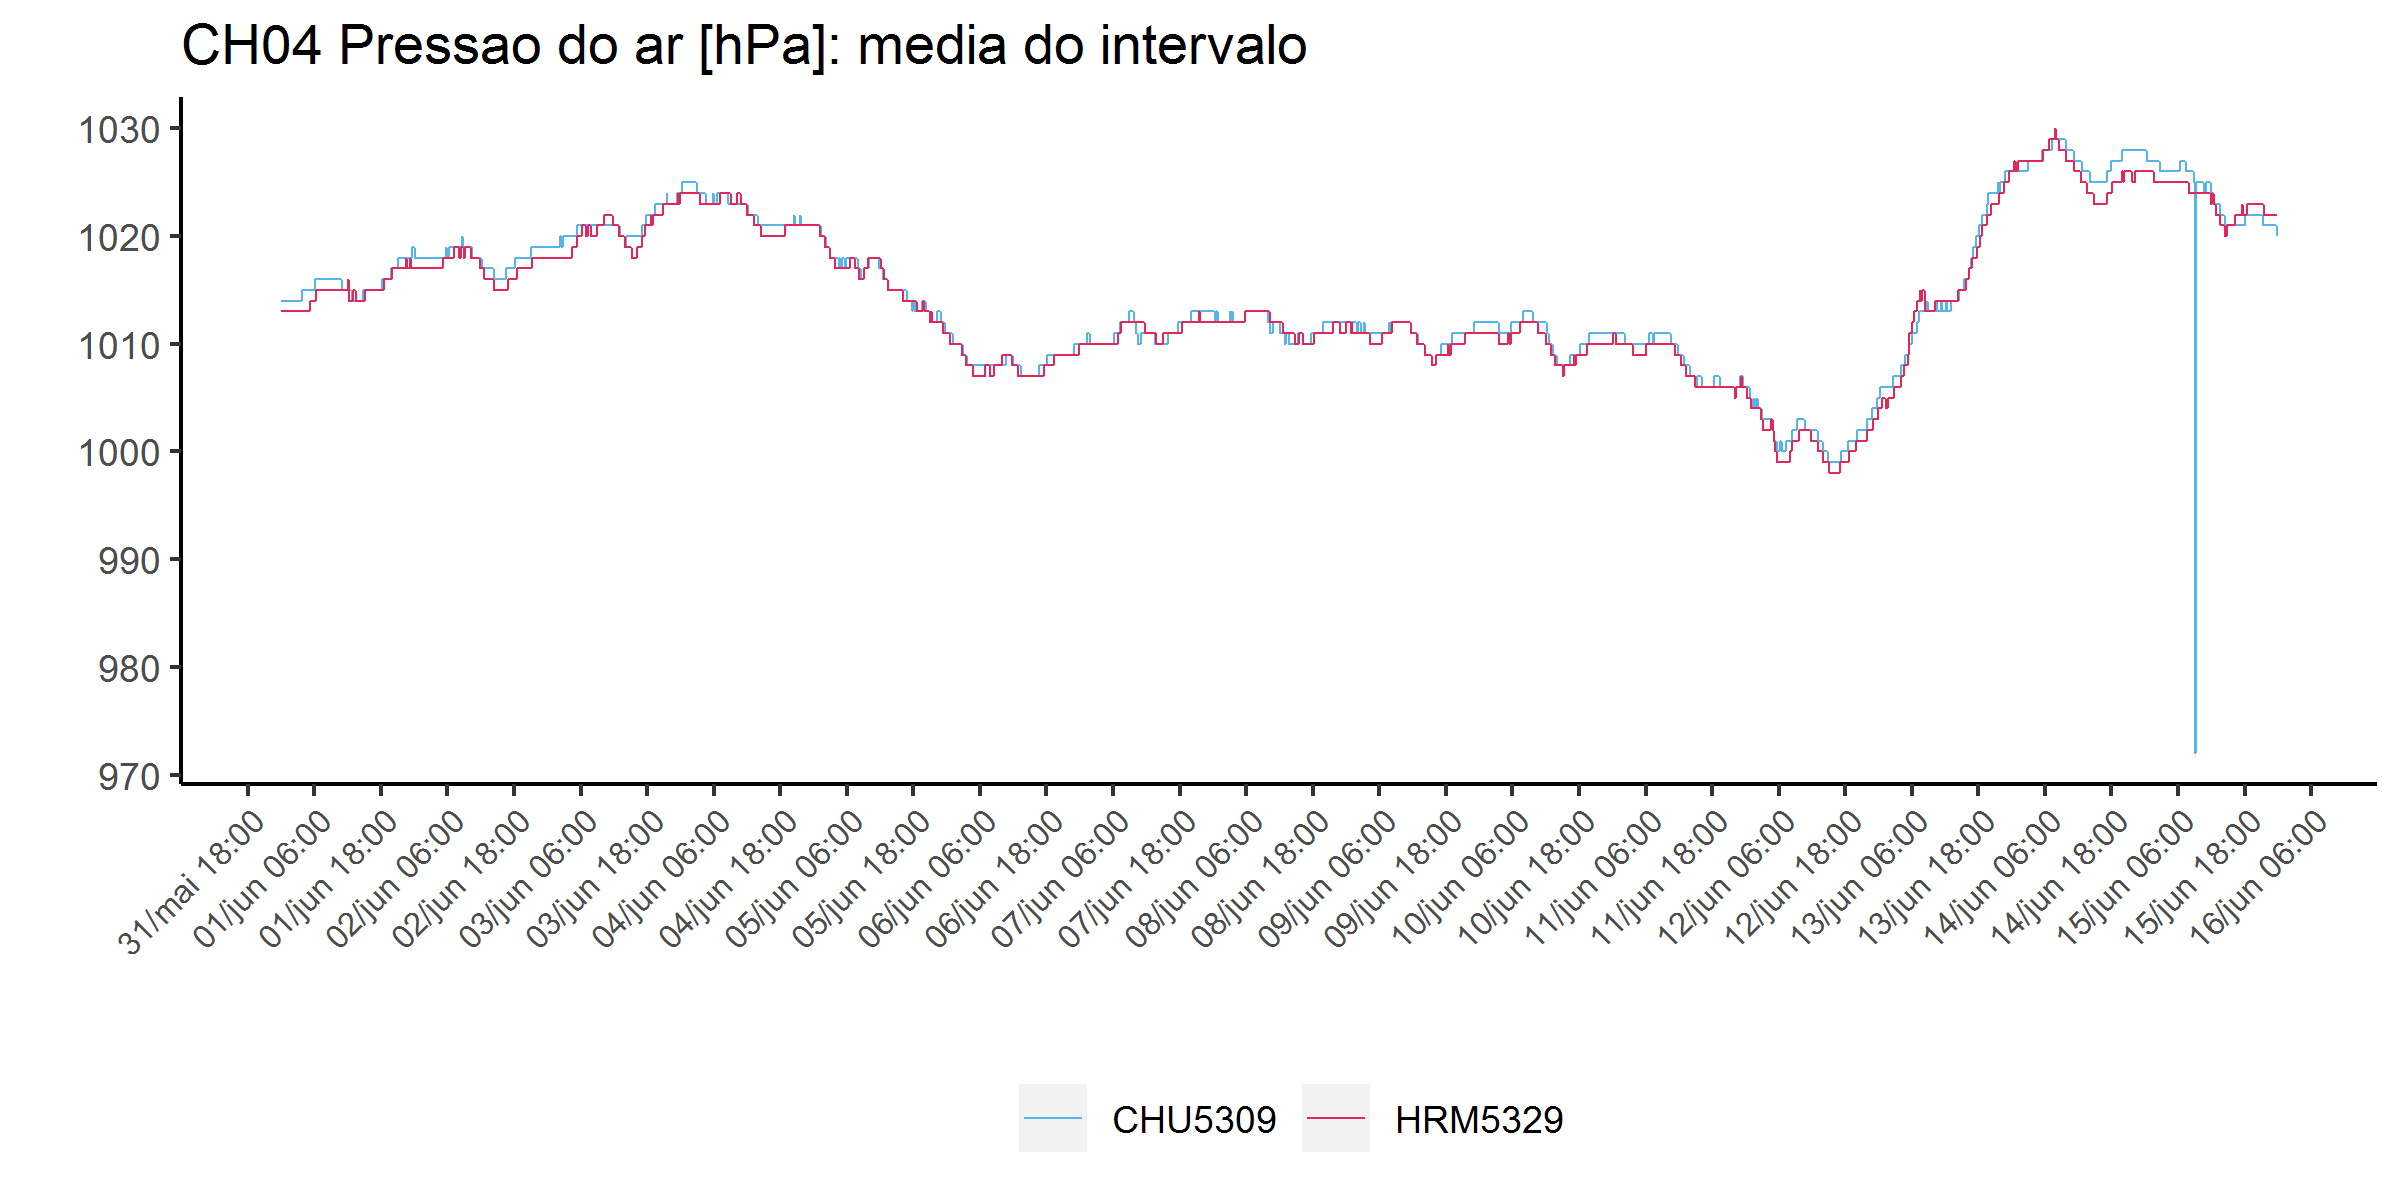 CH04 Pressao do ar [hPa]: media do intervalo
1030
1020
1010
1000
990
980
970
31/mai 18:00
01/jun 06:00
01/jun 18:00
02/jun 06:00
02/jun 18:00
03/jun 06:00
03/jun 18:00
04/jun 06:00
04/jun 18:00
05/jun 06:00
05/jun 18:00
06/jun 06:00
06/jun 18:00
07/jun 06:00
07/jun 18:00
08/jun 06:00
08/jun 18:00
09/jun 06:00
09/jun 18:00
10/jun 06:00
10/jun 18:00
11/jun 06:00
11/jun 18:00
12/jun 06:00
12/jun 18:00
13/jun 06:00
13/jun 18:00
14/jun 06:00
14/jun 18:00
15/jun 06:00
15/jun 18:00
16/jun 06:00
CHU5309
HRM5329